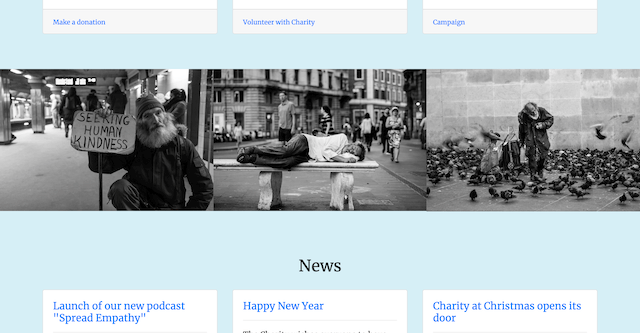 Make a donation
Volunteer with Charity
Campaign
SEEKING
HUMAN
KINDNESS
News
Launch of our new podcast
"Spread Empathy"
Happy New Year
Charity at Christmas opens its
door